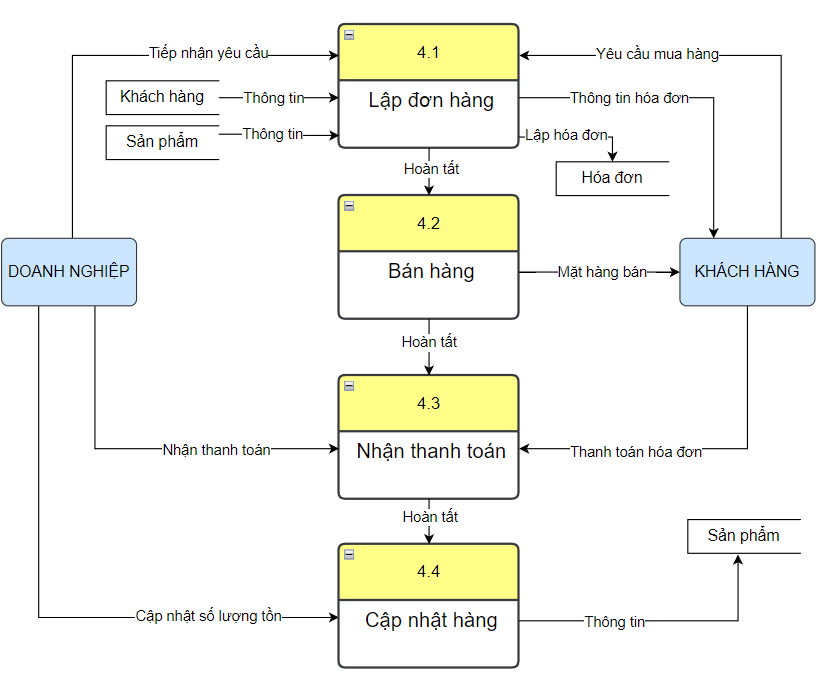 4.1
Tiếp nhận yêu cầu
Yêu cầu mua hàng
Khách hàng
Thông tin
Lập đơn hàng
Thông tin hóa đơn
Sản phẩm
Thông tin
Lập hóa đơn
Hoàn tất
Hóa đơn
4.2
DOANH NGHIỆP
Bán hàng
Mặt hàng bán
KHÁCH HÀNG
Hoàn tất
4.3
Nhận thanh toán
Nhận thanh toán
Thanh toán hóa đơn
Hoàn tất
Sản phẩm
4.4
Cập nhật số lượng tồn
Cập nhật hàng
Thông tin